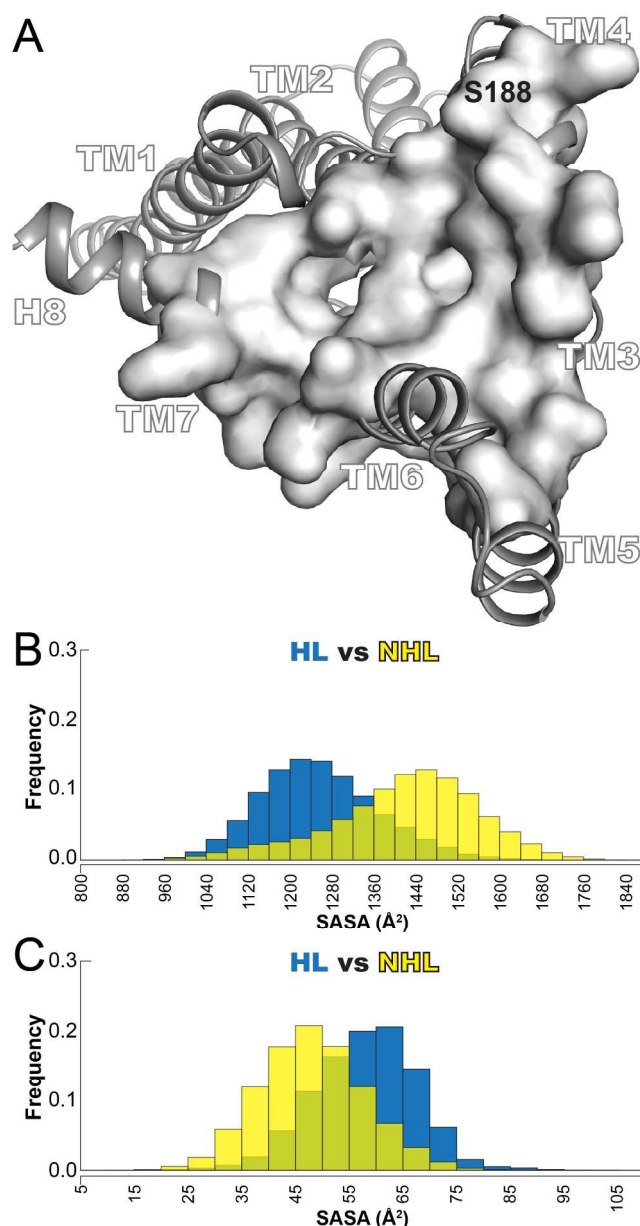 A
TM4
S188
TM2
TM1
H8
TM3
TM7
TM6
TM5
B
HL vs NHL
0.3
0.2
0.1
0.0
Frequency
800 880 960 1040 1120 1200 1280 1360 1440 1520 1600 1680 1760 1840
SASA (Å²)
C
HL vs NHL
0.3
0.2
0.1
0.0
Frequency
5 15 25 35 45 55 65 75 85 95 105
SASA (Å²)